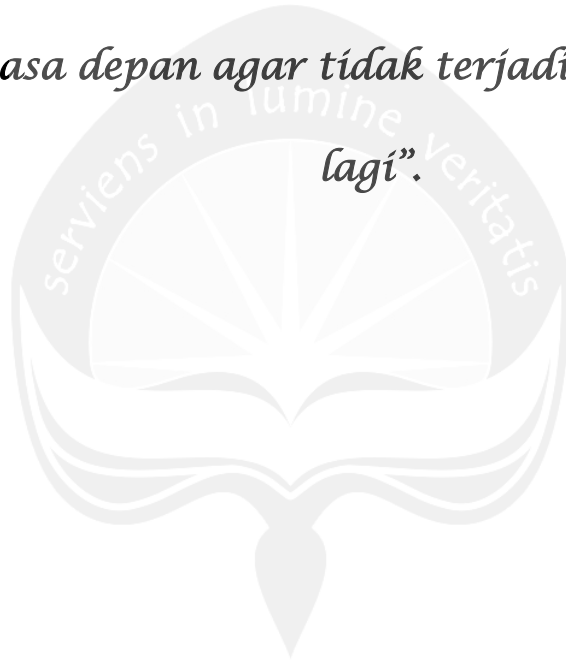 asa depan agar tidak terjadi
serviens in lumine veritatis
lagi”.